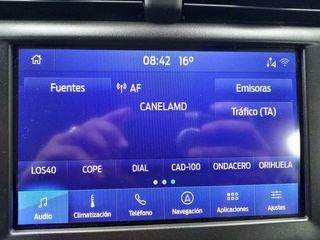 08:42 16°
Fuentes AF Emisoras
CANELAMD
Tráfico (TA)
LOS40 COPE DIAL CAD-100 ONDACERO ORIHUELA
Audio Climatización Teléfono Navegación Aplicaciones Ajustes